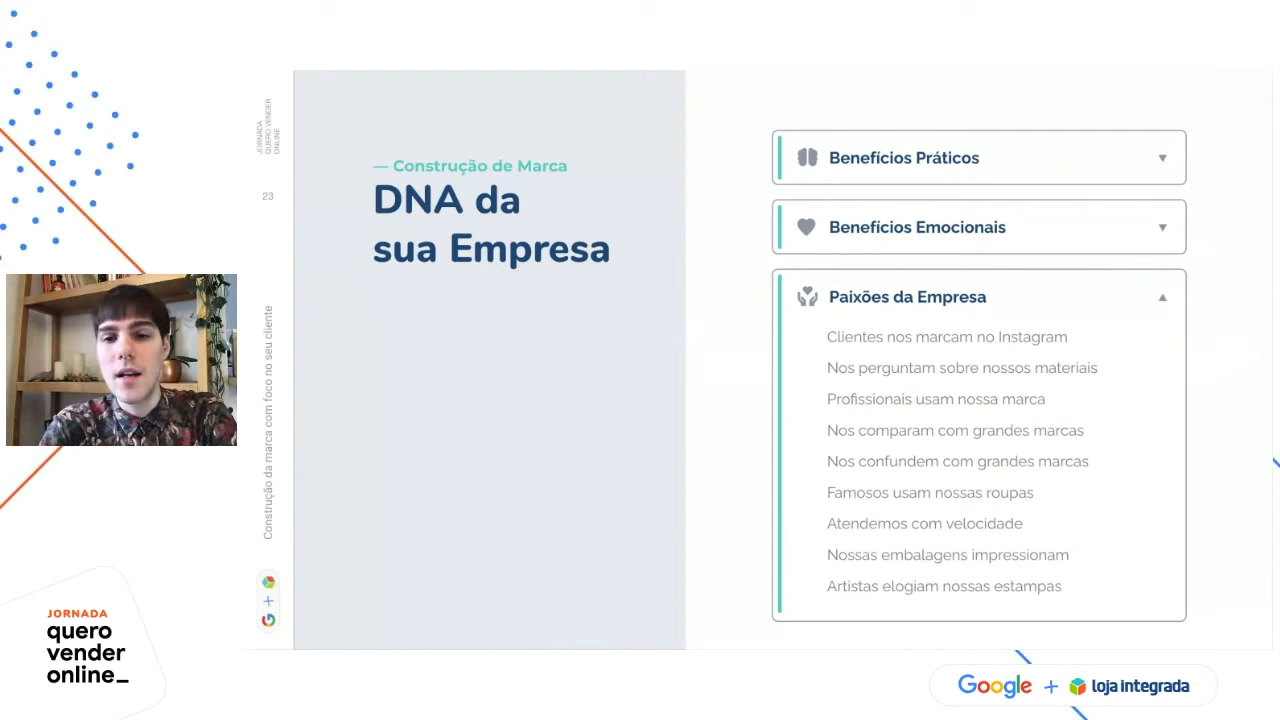 JORNADA
QUERO VENDER
ONLINE
23
Construção da marca com foco no seu cliente
— Construção de Marca
DNA da
sua Empresa
Benefícios Práticos
Benefícios Emocionais
Paixões da Empresa
Clientes nos marcam no Instagram
Nos perguntam sobre nossos materiais
Profissionais usam nossa marca
Nos comparam com grandes marcas
Nos confundem com grandes marcas
Famosos usam nossas roupas
Atendemos com velocidade
Nossas embalagens impressionam
Artistas elogiam nossas estampas
JORNADA
quero
vender
online_
Google + loja integrada